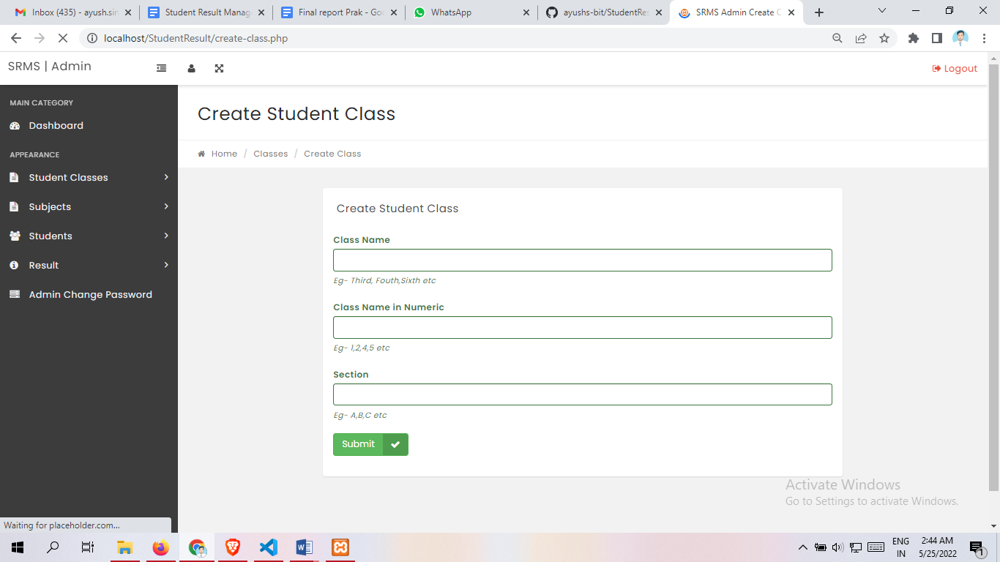 Inbox (435) - ayush.sin
Student Result Manag
Final report Prak - Goo
WhatsApp
ayushs-bit/StudentRes
SRMS Admin Create C
localhost/StudentResult/create-class.php
SRMS | Admin
Logout
MAIN CATEGORY
Dashboard
APPEARANCE
Student Classes
Subjects
Students
Result
Admin Change Password
Create Student Class
Home / Classes / Create Class
Create Student Class
Class Name
Eg- Third, Fouth,Sixth etc
Class Name in Numeric
Eg- 1,2,4,5 etc
Section
Eg- A,B,C etc
Submit
Activate Windows
Go to Settings to activate Windows.
Waiting for placeholder.com...
ENG
IN
2:44 AM
5/25/2022
1